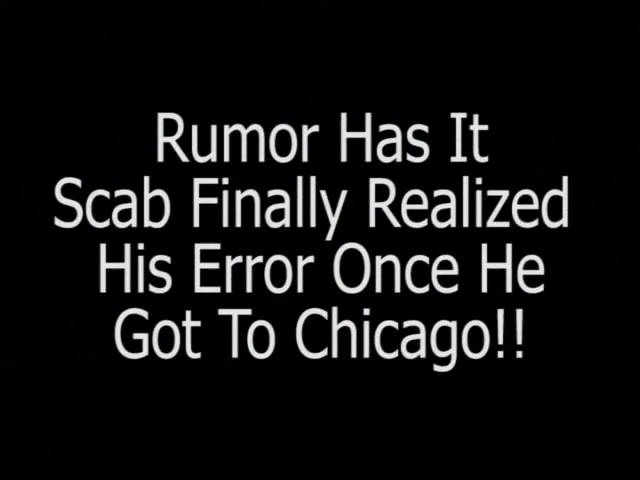 Rumor Has It
Scab Finally Realized
His Error Once He
Got To Chicago!!